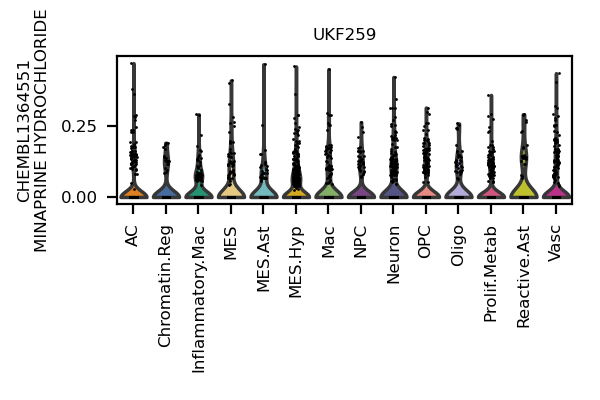 UKF259
CHEMBL1364551
MINAPRINE HYDROCHLORIDE
0.25
0.00
AC
Chromatin.Reg
Inflammatory.Mac
MES
MES.Ast
MES.Hyp
Mac
NPC
Neuron
OPC
Oligo
Prolif.Metab
Reactive.Ast
Vasc